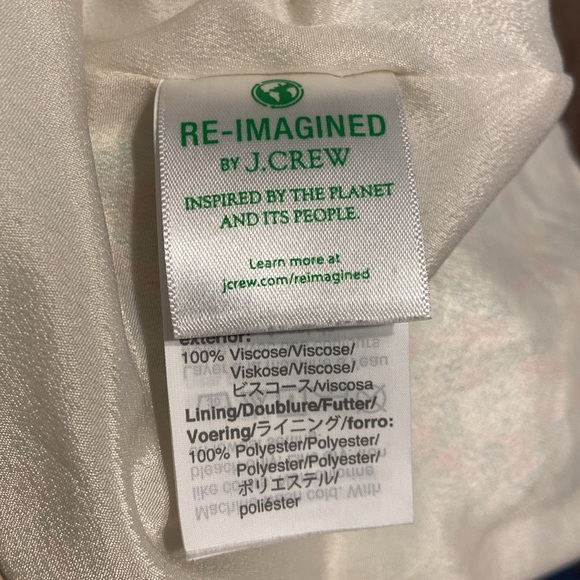 RE-IMAGINED
BY J.CREW
INSPIRED BY THE PLANET
AND ITS PEOPLE.
Learn more at
jcrew.com/reimagined
exterior:
100% Viscose/Viscose/
Viskose/Viscose/
ビスコース/viscosa
Lining/Doublure/Futter/
Voering/ライニング/forro:
100% Polyester/Polyester/
Polyester/Polyester/
ポリエステル/
poliéster